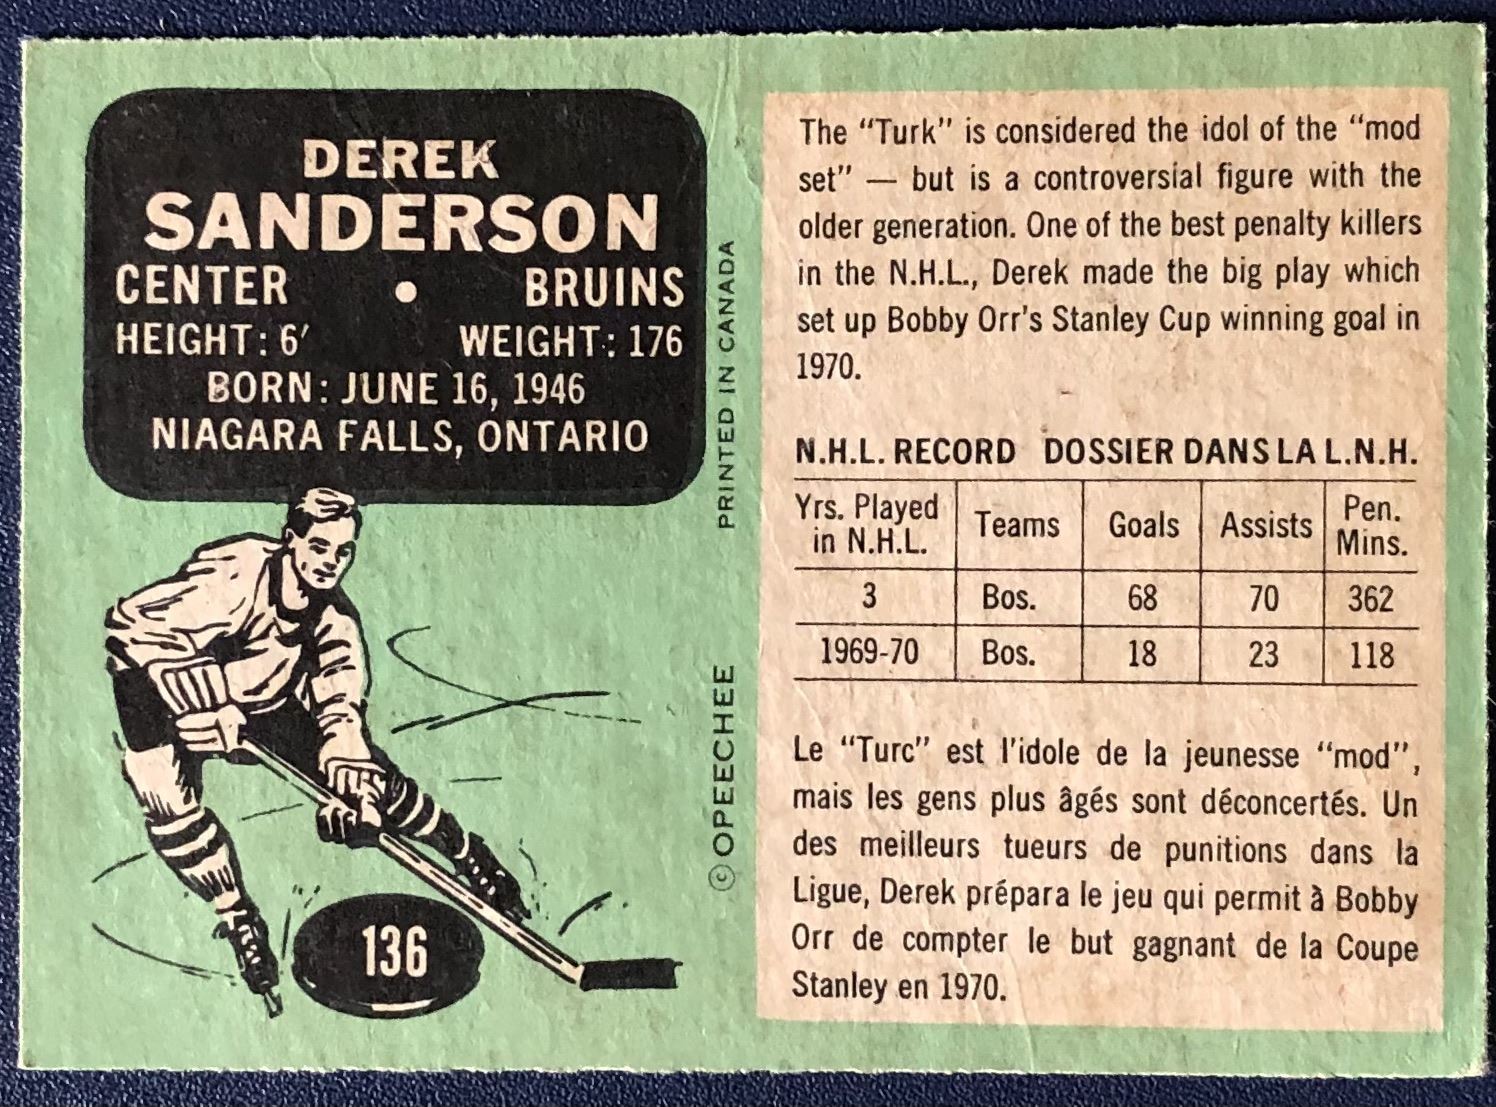 DEREK
SANDERSON
CENTER • BRUINS
HEIGHT: 6′ WEIGHT: 176
BORN: JUNE 16, 1946
NIAGARA FALLS, ONTARIO
136
PRINTED IN CANADA
© OPEECHEE
The “Turk” is considered the idol of the “mod
set” — but is a controversial figure with the
older generation. One of the best penalty killers
in the N.H.L., Derek made the big play which
set up Bobby Orr's Stanley Cup winning goal in
1970.
N.H.L. RECORD DOSSIER DANS LA L.N.H.
Yrs. Played in N.H.L. Teams Goals Assists Pen. Mins.
3 Bos. 68 70 362
1969-70 Bos. 18 23 118
Le “Turc” est l'idole de la jeunesse “mod”,
mais les gens plus âgés sont déconcertés. Un
des meilleurs tueurs de punitions dans la
Ligue, Derek prépara le jeu qui permit à Bobby
Orr de compter le but gagnant de la Coupe
Stanley en 1970.